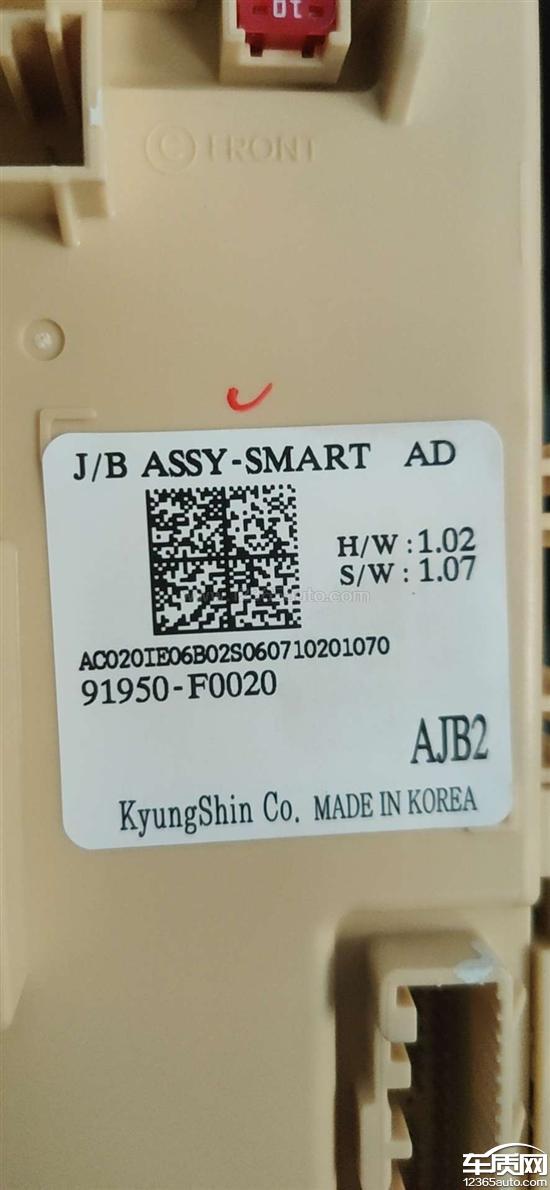 10
C FRONT
J/B ASSY-SMART AD
H/W : 1.02
S/W : 1.07
AC020IE06B02S060710201070
91950-F0020
AJB2
KyungShin Co. MADE IN KOREA
车质网
12365auto.com